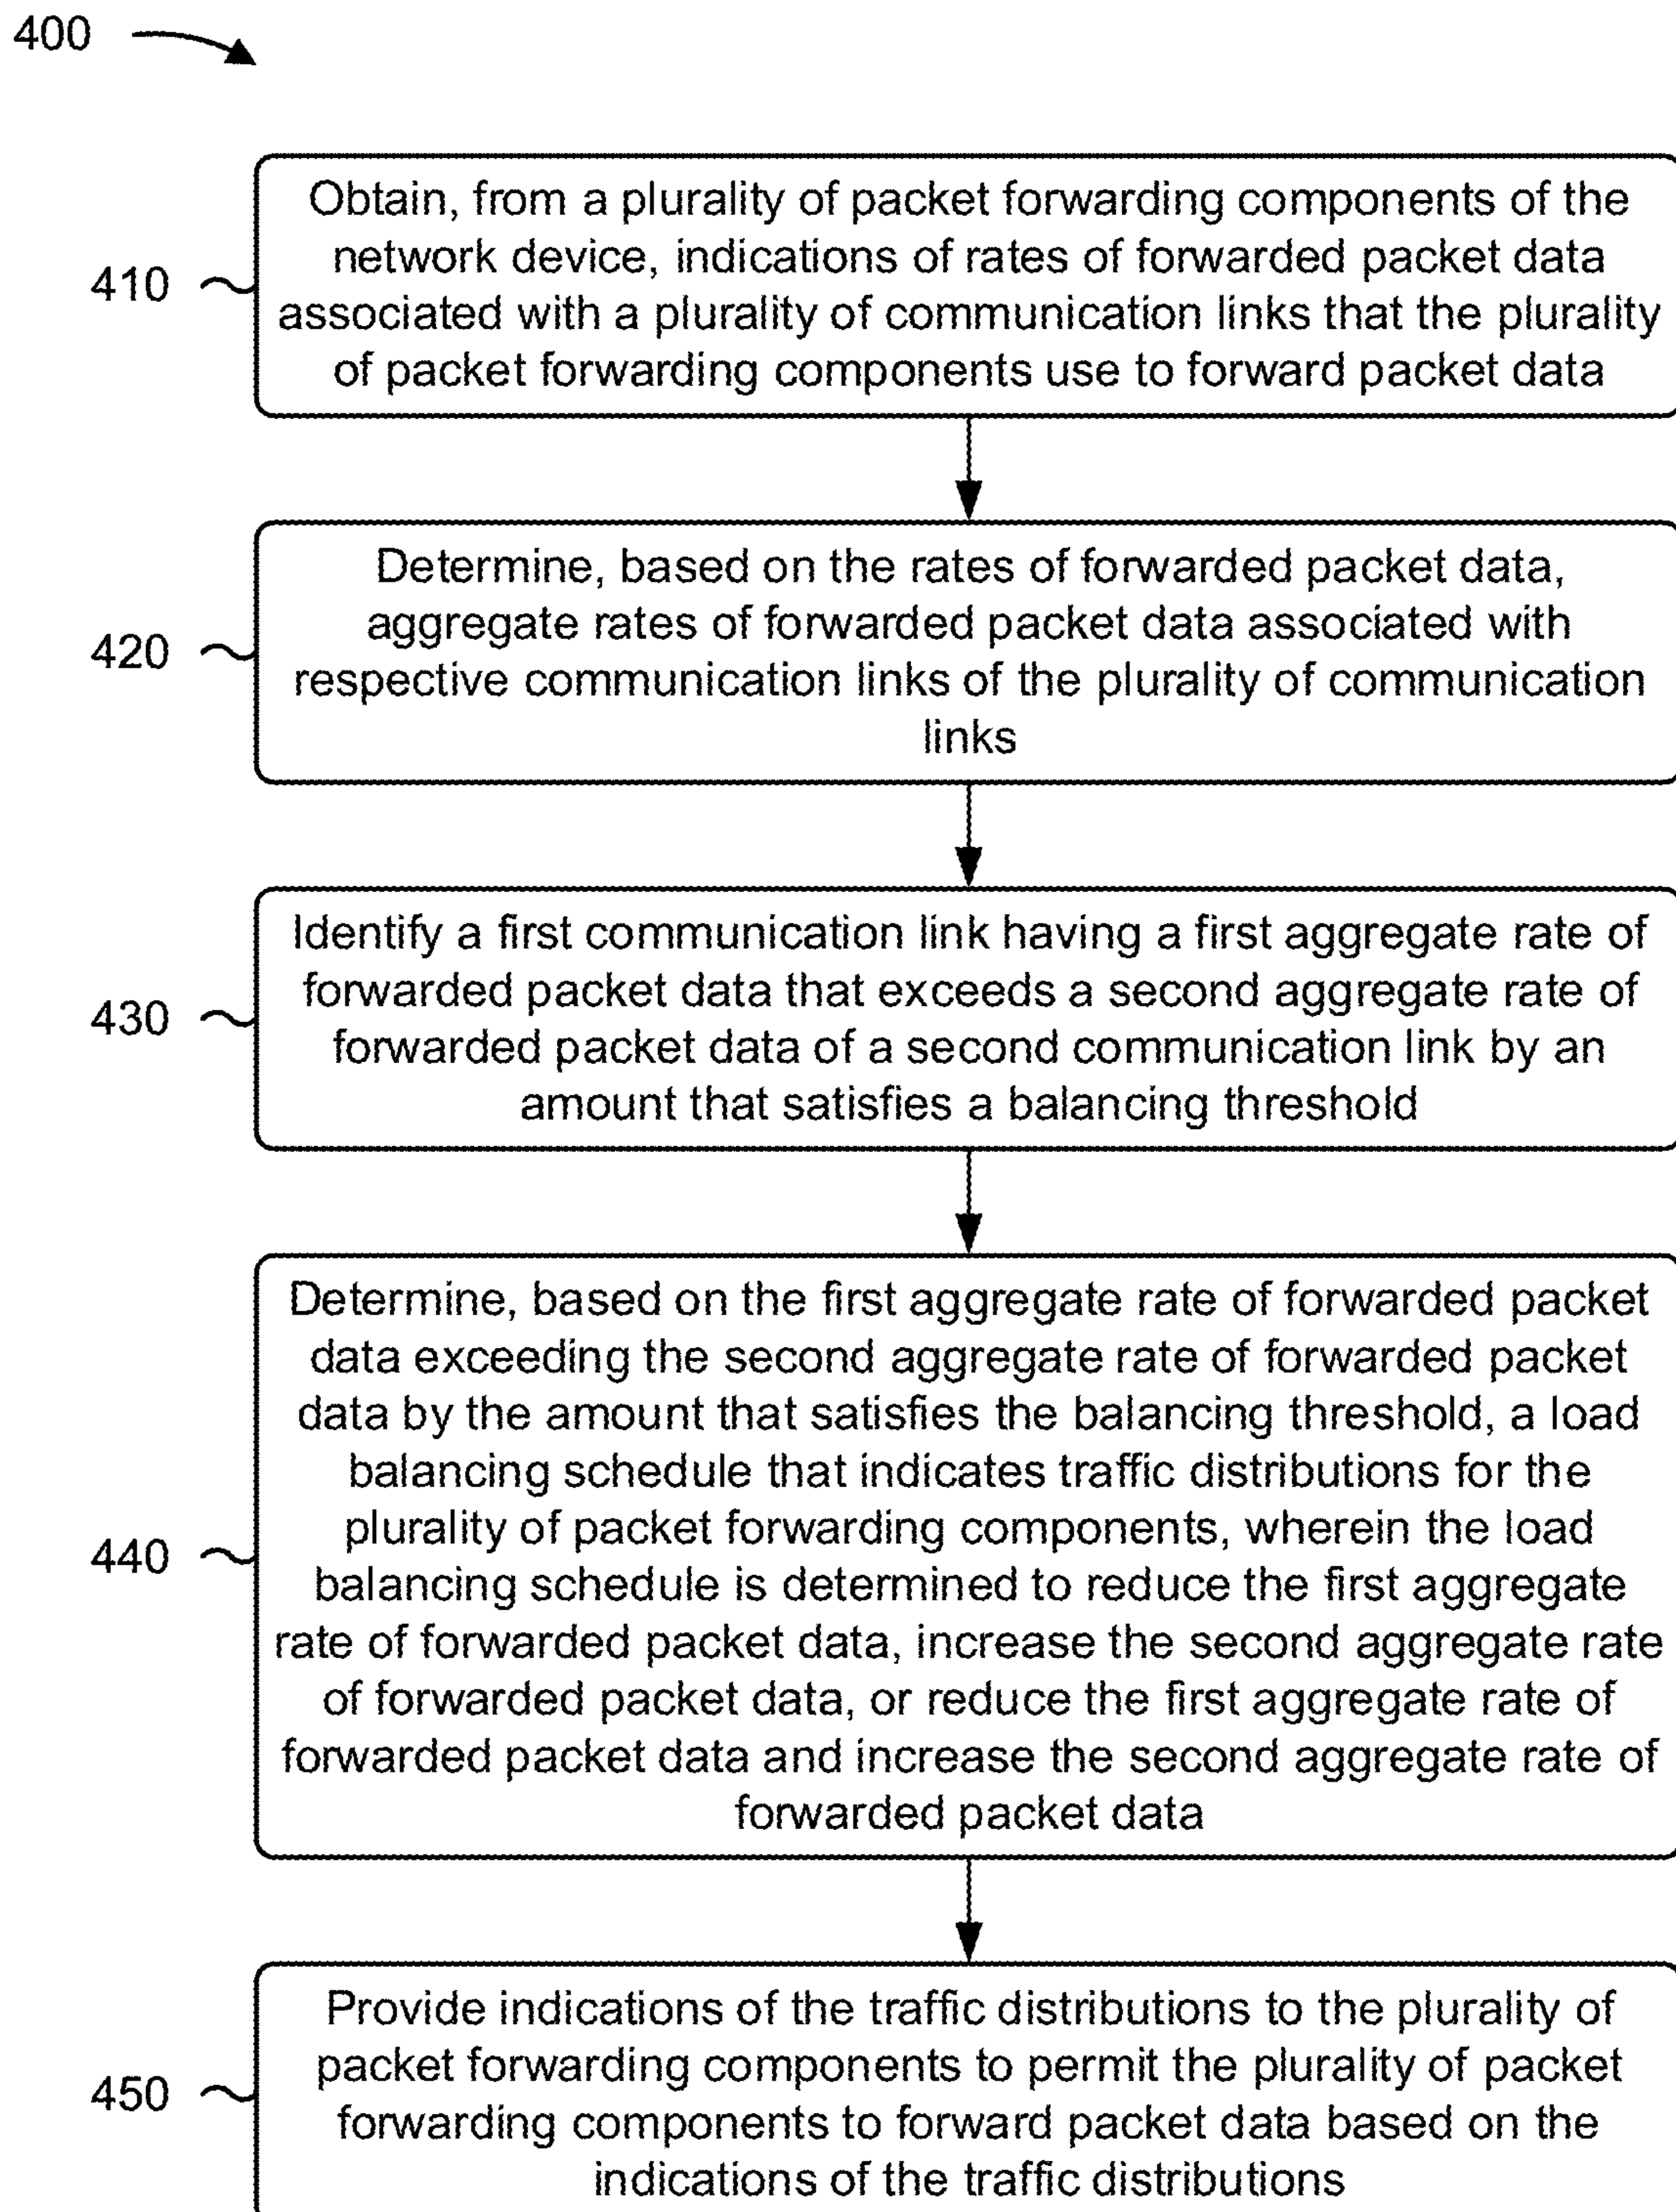 400
410
Obtain, from a plurality of packet forwarding components of the
network device, indications of rates of forwarded packet data
associated with a plurality of communication links that the plurality
of packet forwarding components use to forward packet data
420
Determine, based on the rates of forwarded packet data,
aggregate rates of forwarded packet data associated with
respective communication links of the plurality of communication
links
430
Identify a first communication link having a first aggregate rate of
forwarded packet data that exceeds a second aggregate rate of
forwarded packet data of a second communication link by an
amount that satisfies a balancing threshold
440
Determine, based on the first aggregate rate of forwarded packet
data exceeding the second aggregate rate of forwarded packet
data by the amount that satisfies the balancing threshold, a load
balancing schedule that indicates traffic distributions for the
plurality of packet forwarding components, wherein the load
balancing schedule is determined to reduce the first aggregate
rate of forwarded packet data, increase the second aggregate rate
of forwarded packet data, or reduce the first aggregate rate of
forwarded packet data and increase the second aggregate rate of
forwarded packet data
450
Provide indications of the traffic distributions to the plurality of
packet forwarding components to permit the plurality of packet
forwarding components to forward packet data based on the
indications of the traffic distributions